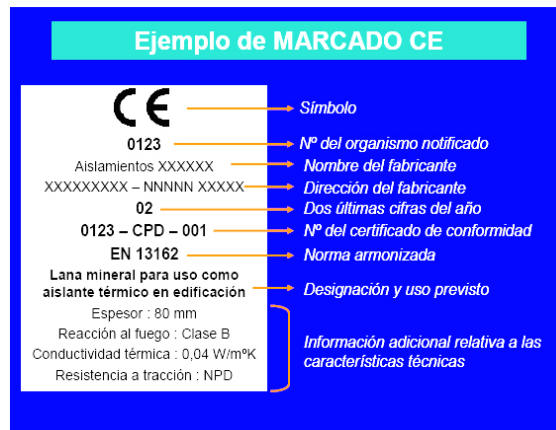 Ejemplo de MARCADO CE
CE
Símbolo
0123
Nº del organismo notificado
Aislamientos XXXXXX
Nombre del fabricante
XXXXXXXXX – NNNNN XXXXX
Dirección del fabricante
02
Dos últimas cifras del año
0123 – CPD – 001
Nº del certificado de conformidad
EN 13162
Norma armonizada
Lana mineral para uso como
aislante térmico en edificación
Designación y uso previsto
Espesor : 80 mm
Reacción al fuego : Clase B
Conductividad térmica : 0,04 W/mºK
Resistencia a tracción : NPD
Información adicional relativa a las
características técnicas